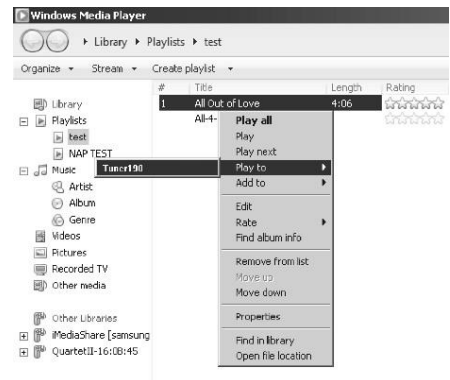 Windows Media Player
Library ▸ Playlists ▸ test
Organize Stream Create playlist
# Title Length Rating
1 All Out of Love 4:06
All-4-
Library
Playlists
test
NAP TEST
Music
Artist
Album
Genre
Videos
Pictures
Recorded TV
Other media
Other Libraries
iMediaShare [samsung
QuartetII-16:0B:45
Tuner190
Play all
Play
Play next
Play to
Add to
Edit
Rate
Find album info
Remove from list
Move up
Move down
Properties
Find in library
Open file location